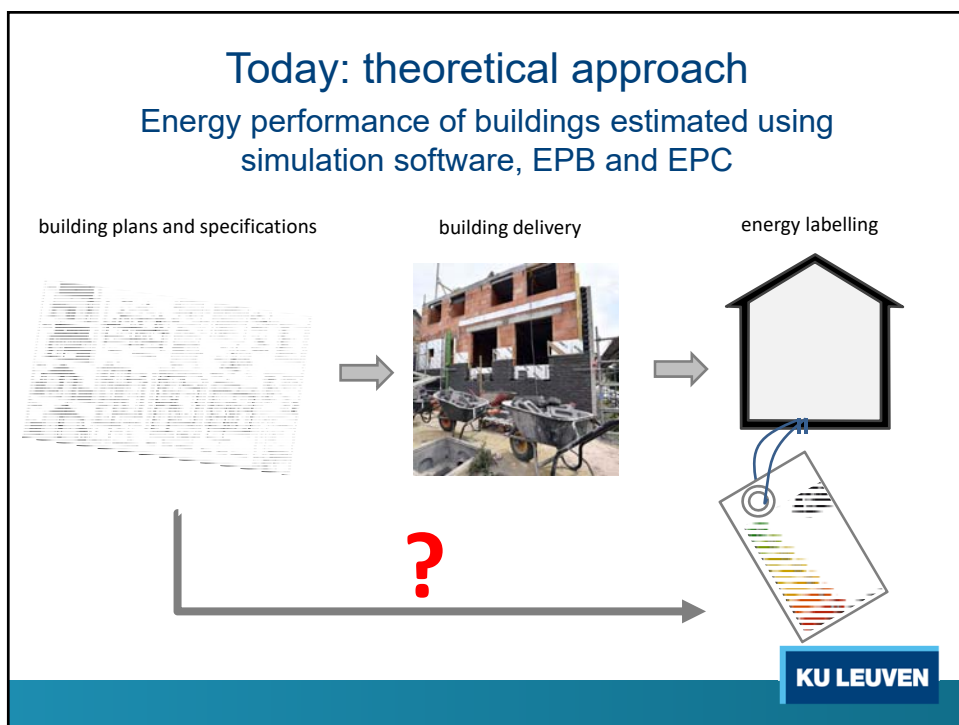 Today: theoretical approach
Energy performance of buildings estimated using
simulation software, EPB and EPC
building plans and specifications
building delivery
energy labelling
?
KU LEUVEN